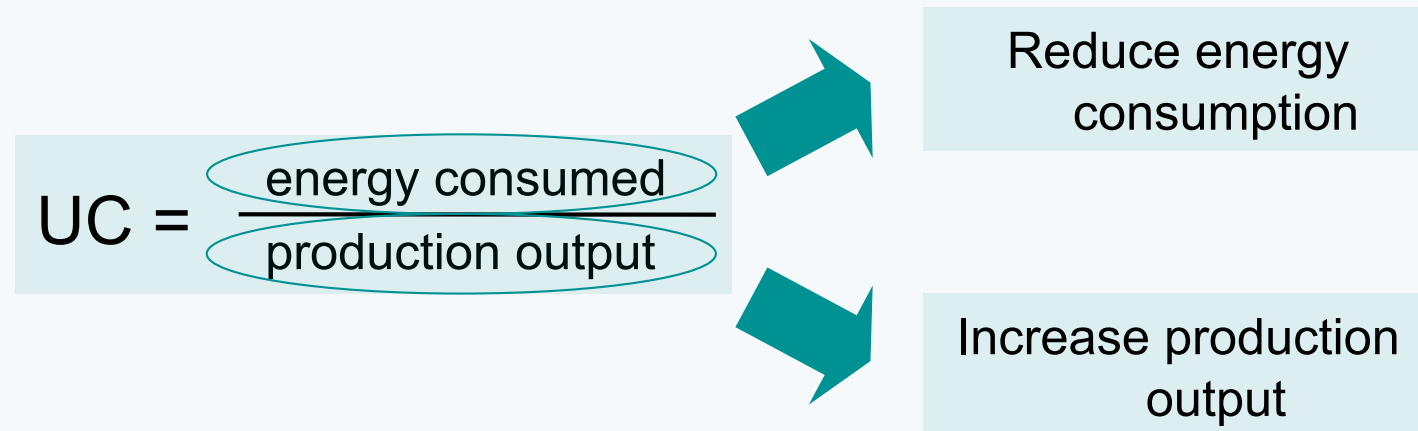 UC =
energy consumed
production output
Reduce energy
consumption
Increase production
output